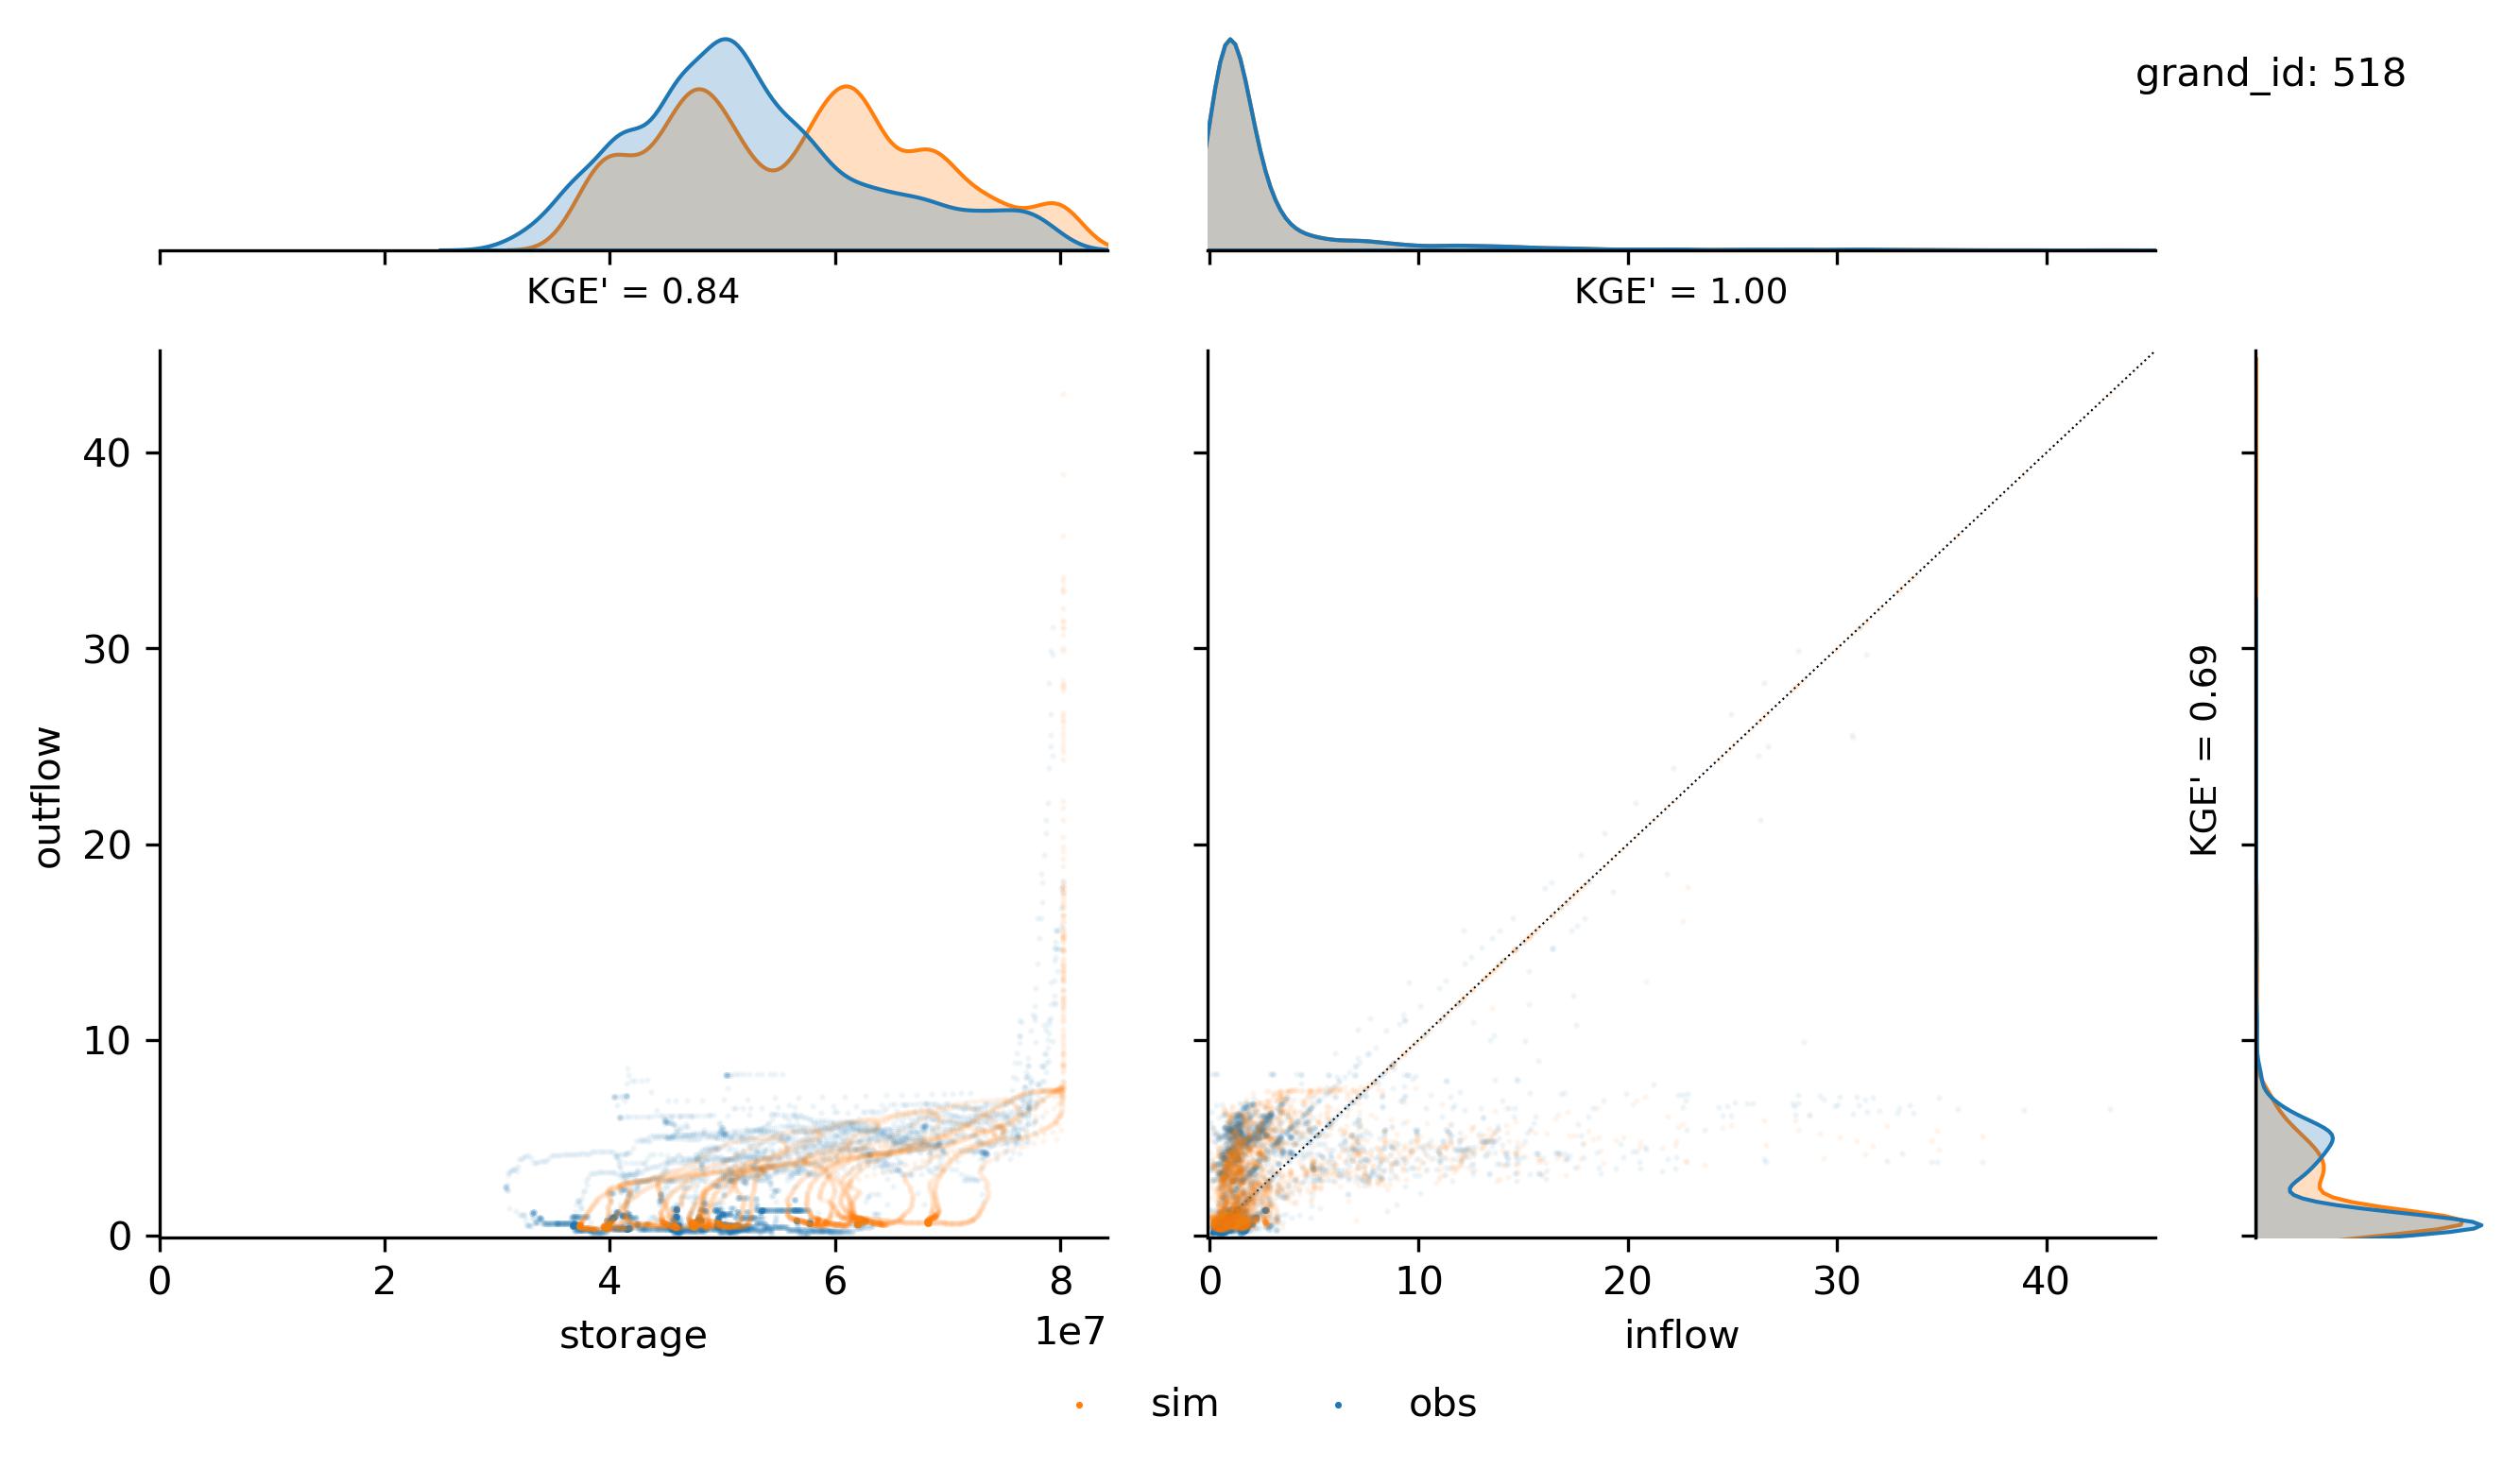 grand_id: 518
KGE' = 0.84
KGE' = 1.00
40
30
20
10
0
outflow
KGE' = 0.69
0 2 4 6 8
1e7
storage
0 10 20 30 40
inflow
sim
obs